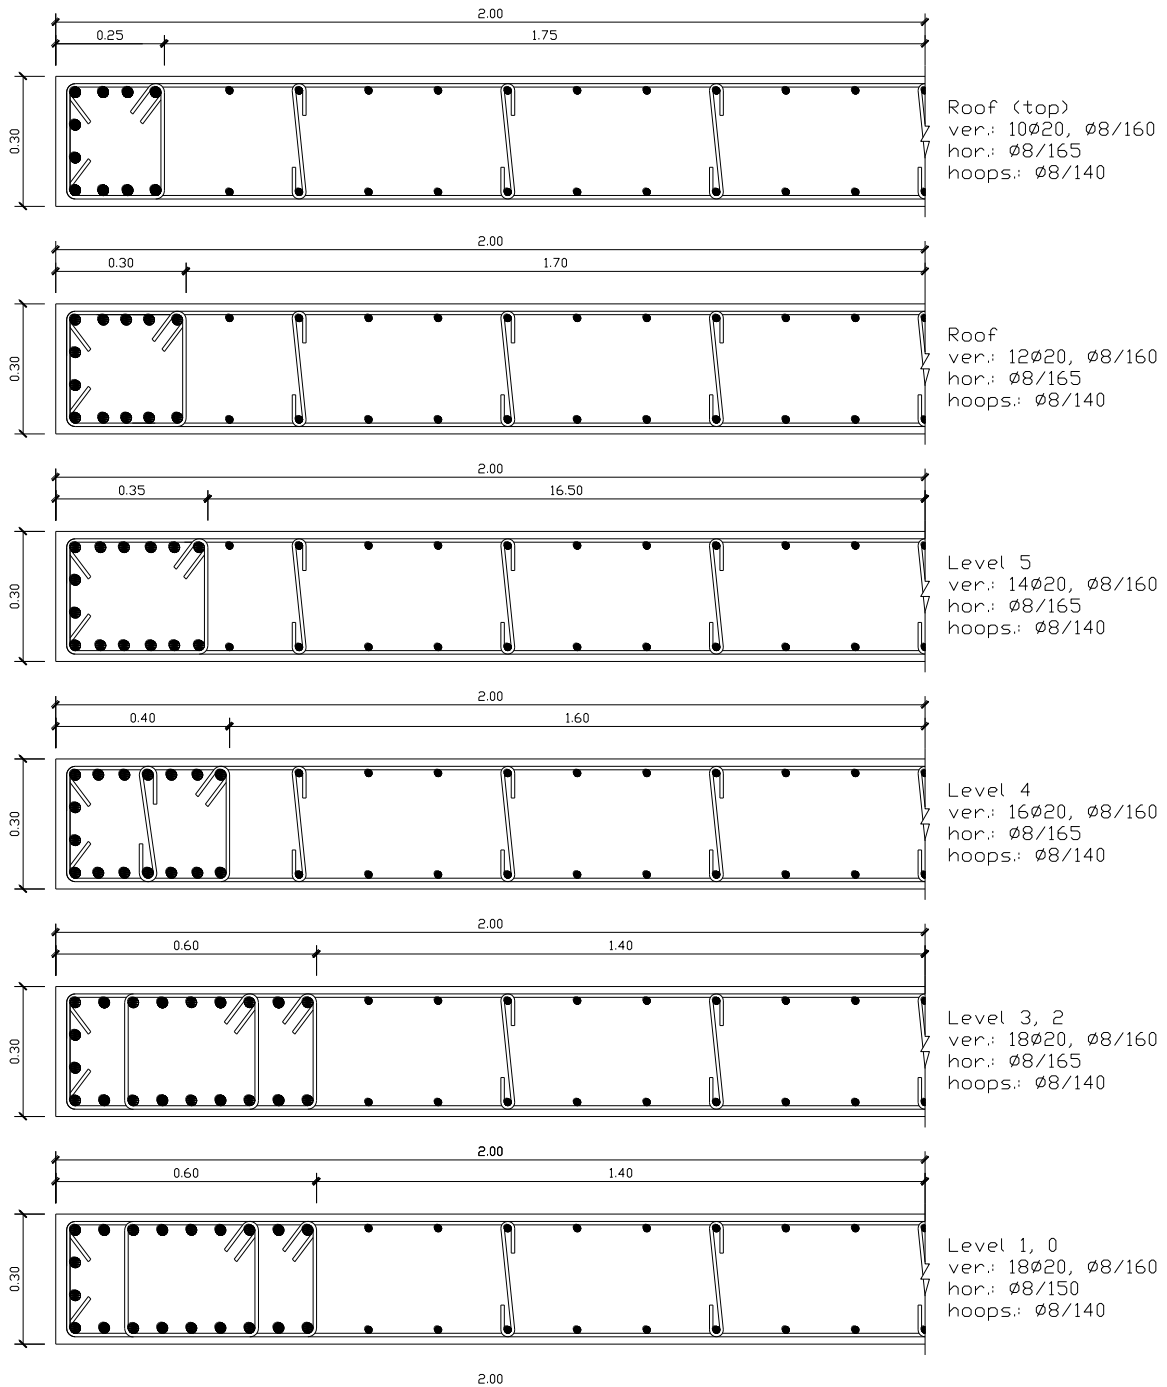 2.00
0.25
1.75
0.30
Roof (top)
ver.: 10Ø20, Ø8/160
hor.: Ø8/165
hoops.: Ø8/140
2.00
0.30
1.70
0.30
Roof
ver.: 12Ø20, Ø8/160
hor.: Ø8/165
hoops.: Ø8/140
2.00
0.35
16.50
0.30
Level 5
ver.: 14Ø20, Ø8/160
hor.: Ø8/165
hoops.: Ø8/140
2.00
0.40
1.60
0.30
Level 4
ver.: 16Ø20, Ø8/160
hor.: Ø8/165
hoops.: Ø8/140
2.00
0.60
1.40
0.30
Level 3, 2
ver.: 18Ø20, Ø8/160
hor.: Ø8/165
hoops.: Ø8/140
2.00
0.60
1.40
0.30
Level 1, 0
ver.: 18Ø20, Ø8/160
hor.: Ø8/150
hoops.: Ø8/140
2.00